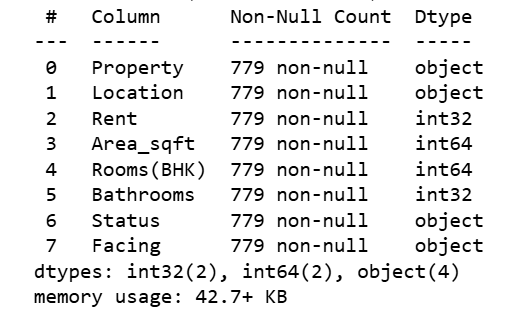 #   Column      Non-Null Count  Dtype
---  ------      --------------  -----
0   Property    779 non-null    object
1   Location    779 non-null    object
2   Rent        779 non-null    int32
3   Area_sqft   779 non-null    int64
4   Rooms(BHK)  779 non-null    int64
5   Bathrooms   779 non-null    int32
6   Status      779 non-null    object
7   Facing      779 non-null    object
dtypes: int32(2), int64(2), object(4)
memory usage: 42.7+ KB